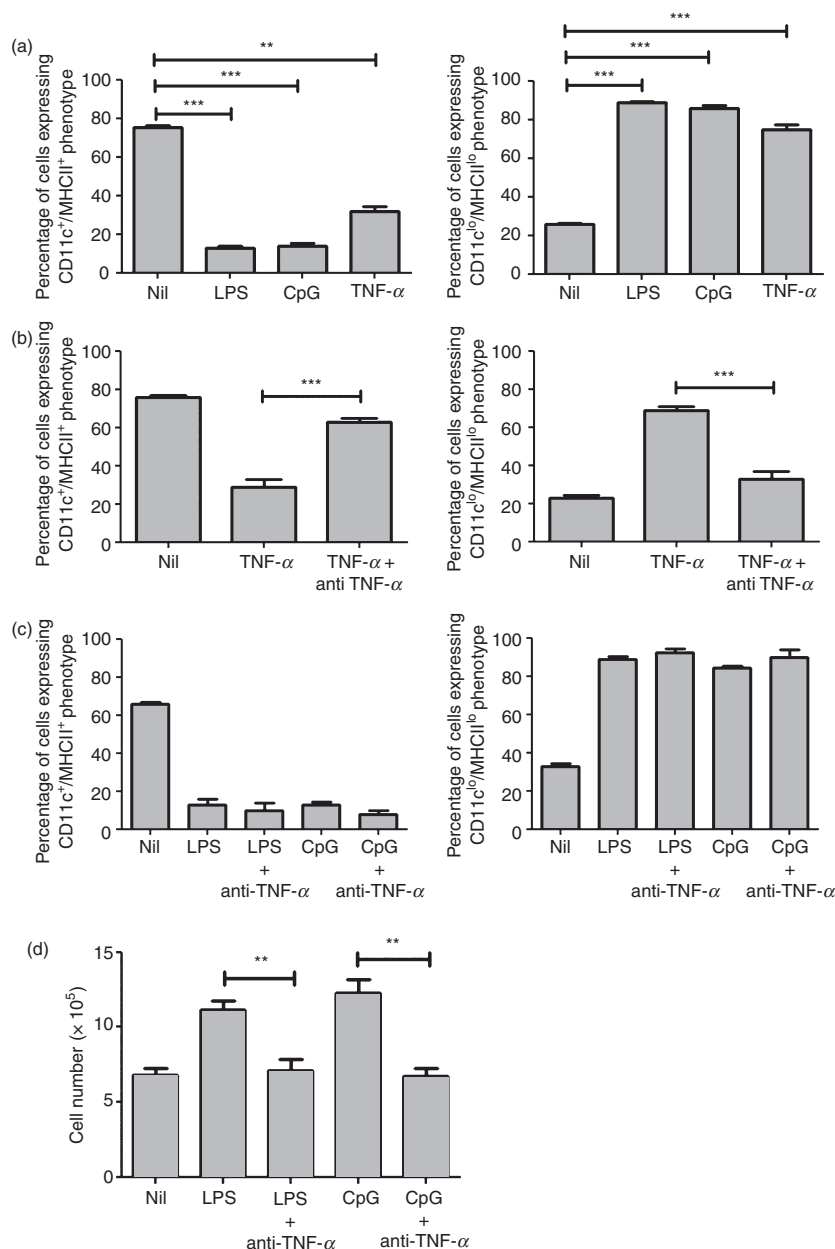 (a)
Percentage of cells expressing
CD11c⁺/MHCII⁺ phenotype
100
80
60
40
20
0
**
***
***
Nil
LPS
CpG
TNF-α
Percentage of cells expressing
CD11cˡᵒ/MHCIIˡᵒ phenotype
100
80
60
40
20
0
***
***
***
Nil
LPS
CpG
TNF-α
(b)
Percentage of cells expressing
CD11c⁺/MHCII⁺ phenotype
100
80
60
40
20
0
***
Nil
TNF-α
TNF-α +
anti TNF-α
Percentage of cells expressing
CD11cˡᵒ/MHCIIˡᵒ phenotype
100
80
60
40
20
0
***
Nil
TNF-α
TNF-α +
anti TNF-α
(c)
Percentage of cells expressing
CD11c⁺/MHCII⁺ phenotype
100
80
60
40
20
0
Nil
LPS
LPS
+
anti-TNF-α
CpG
CpG
+
anti-TNF-α
Percentage of cells expressing
CD11cˡᵒ/MHCIIˡᵒ phenotype
100
80
60
40
20
0
Nil
LPS
LPS
+
anti-TNF-α
CpG
CpG
+
anti-TNF-α
(d)
Cell number (× 10⁵)
15
10
5
0
**
**
Nil
LPS
LPS
+
anti-TNF-α
CpG
CpG
+
anti-TNF-α